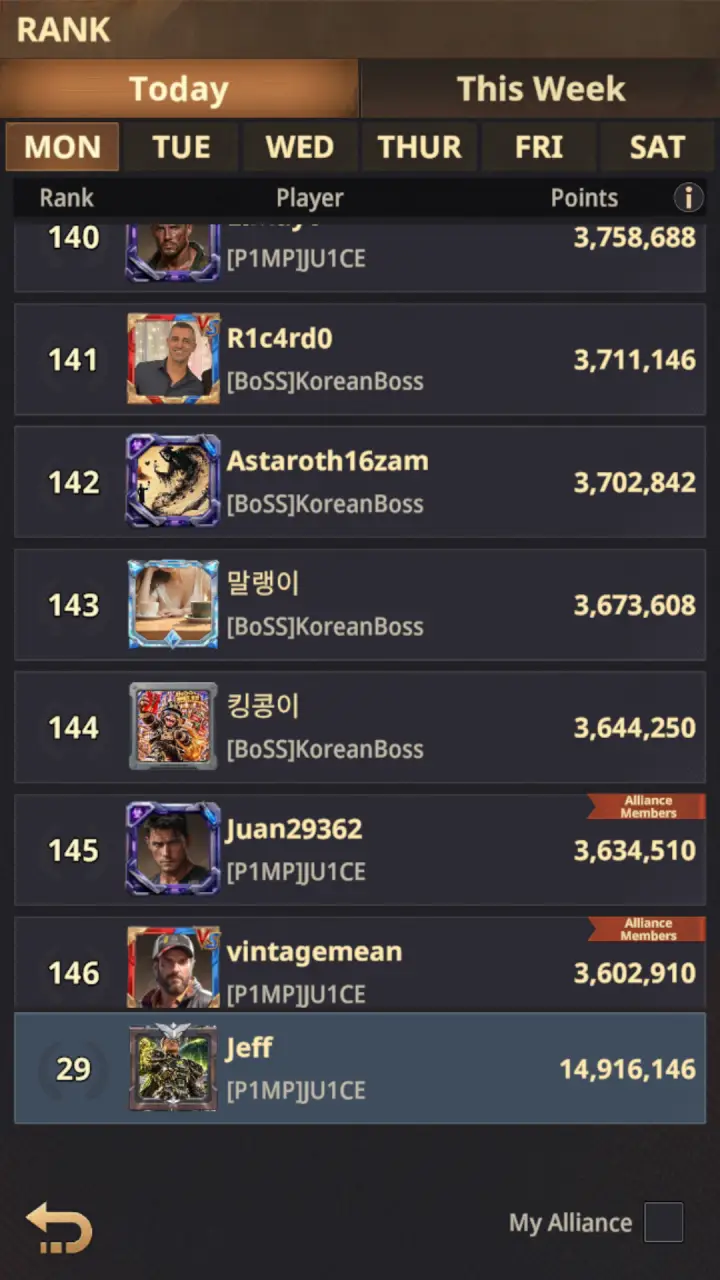 RANK
Today
This Week
MON
TUE
WED
THUR
FRI
SAT
Rank
Player
Points
140
[P1MP]JU1CE
3,758,688
141
R1c4rd0
[BoSS]KoreanBoss
3,711,146
142
Astaroth16zam
[BoSS]KoreanBoss
3,702,842
143
말랭이
[BoSS]KoreanBoss
3,673,608
144
킹콩이
[BoSS]KoreanBoss
3,644,250
Alliance
Members
145
Juan29362
[P1MP]JU1CE
3,634,510
Alliance
Members
146
vintagemean
[P1MP]JU1CE
3,602,910
29
Jeff
[P1MP]JU1CE
14,916,146
My Alliance